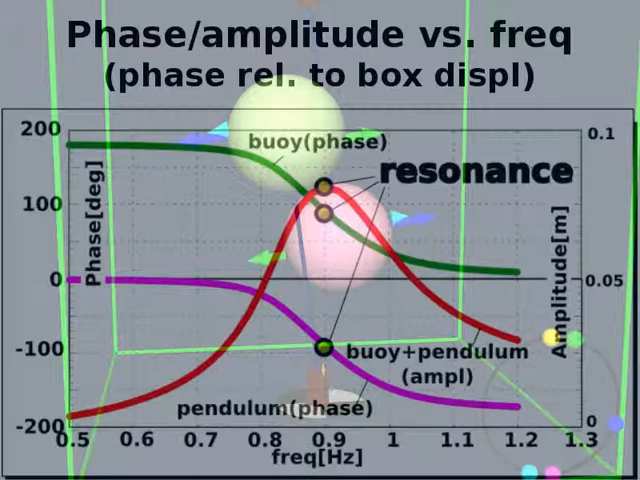 Phase/amplitude vs. freq
(phase rel. to box displ)
200
0.1
buoy(phase)
resonance
100
Phase[deg]
Amplitude[m]
0
0.05
-100
buoy+pendulum
(ampl)
pendulum(phase)
-200
0
0.5 0.6 0.7 0.8 0.9 1 1.1 1.2 1.3
freq[Hz]